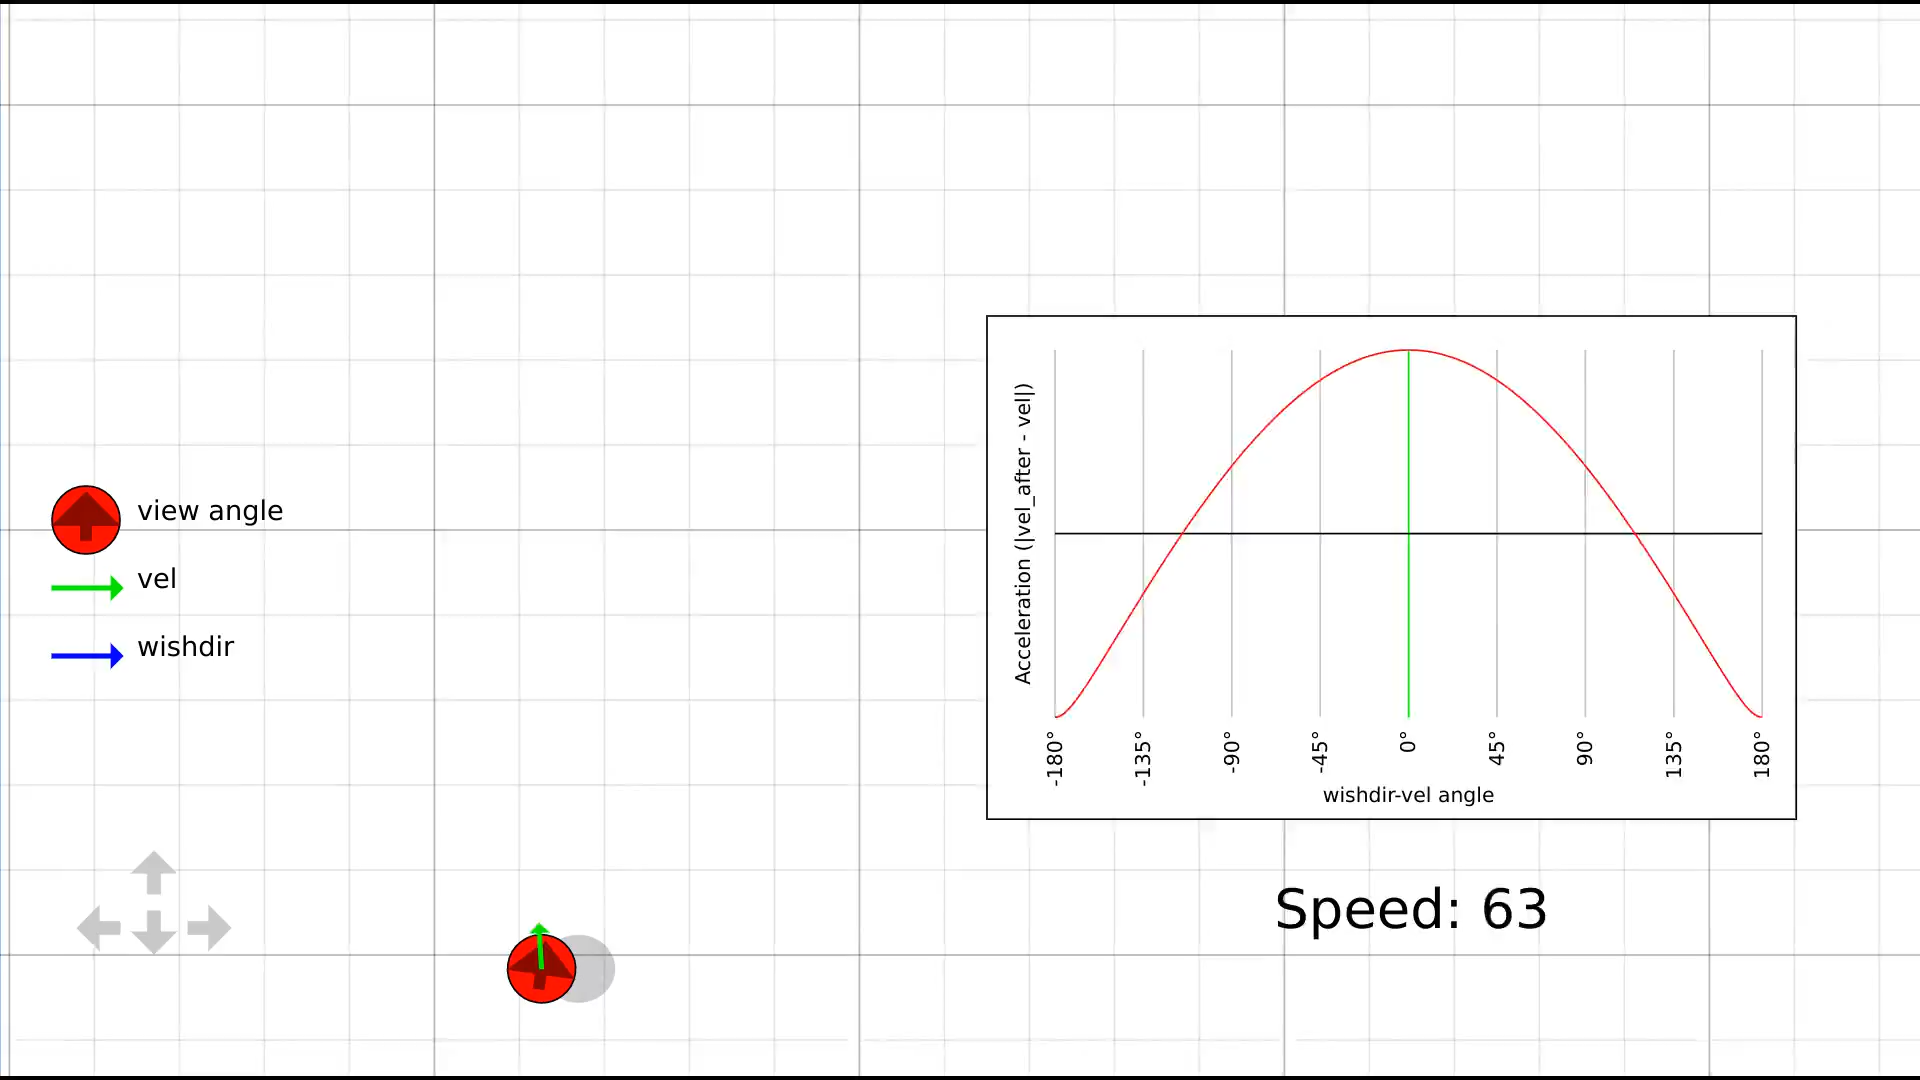 view angle
vel
wishdir
Acceleration (|vel_after - vel|)
-180°
-135°
-90°
-45°
0°
45°
90°
135°
180°
wishdir-vel angle
Speed: 63